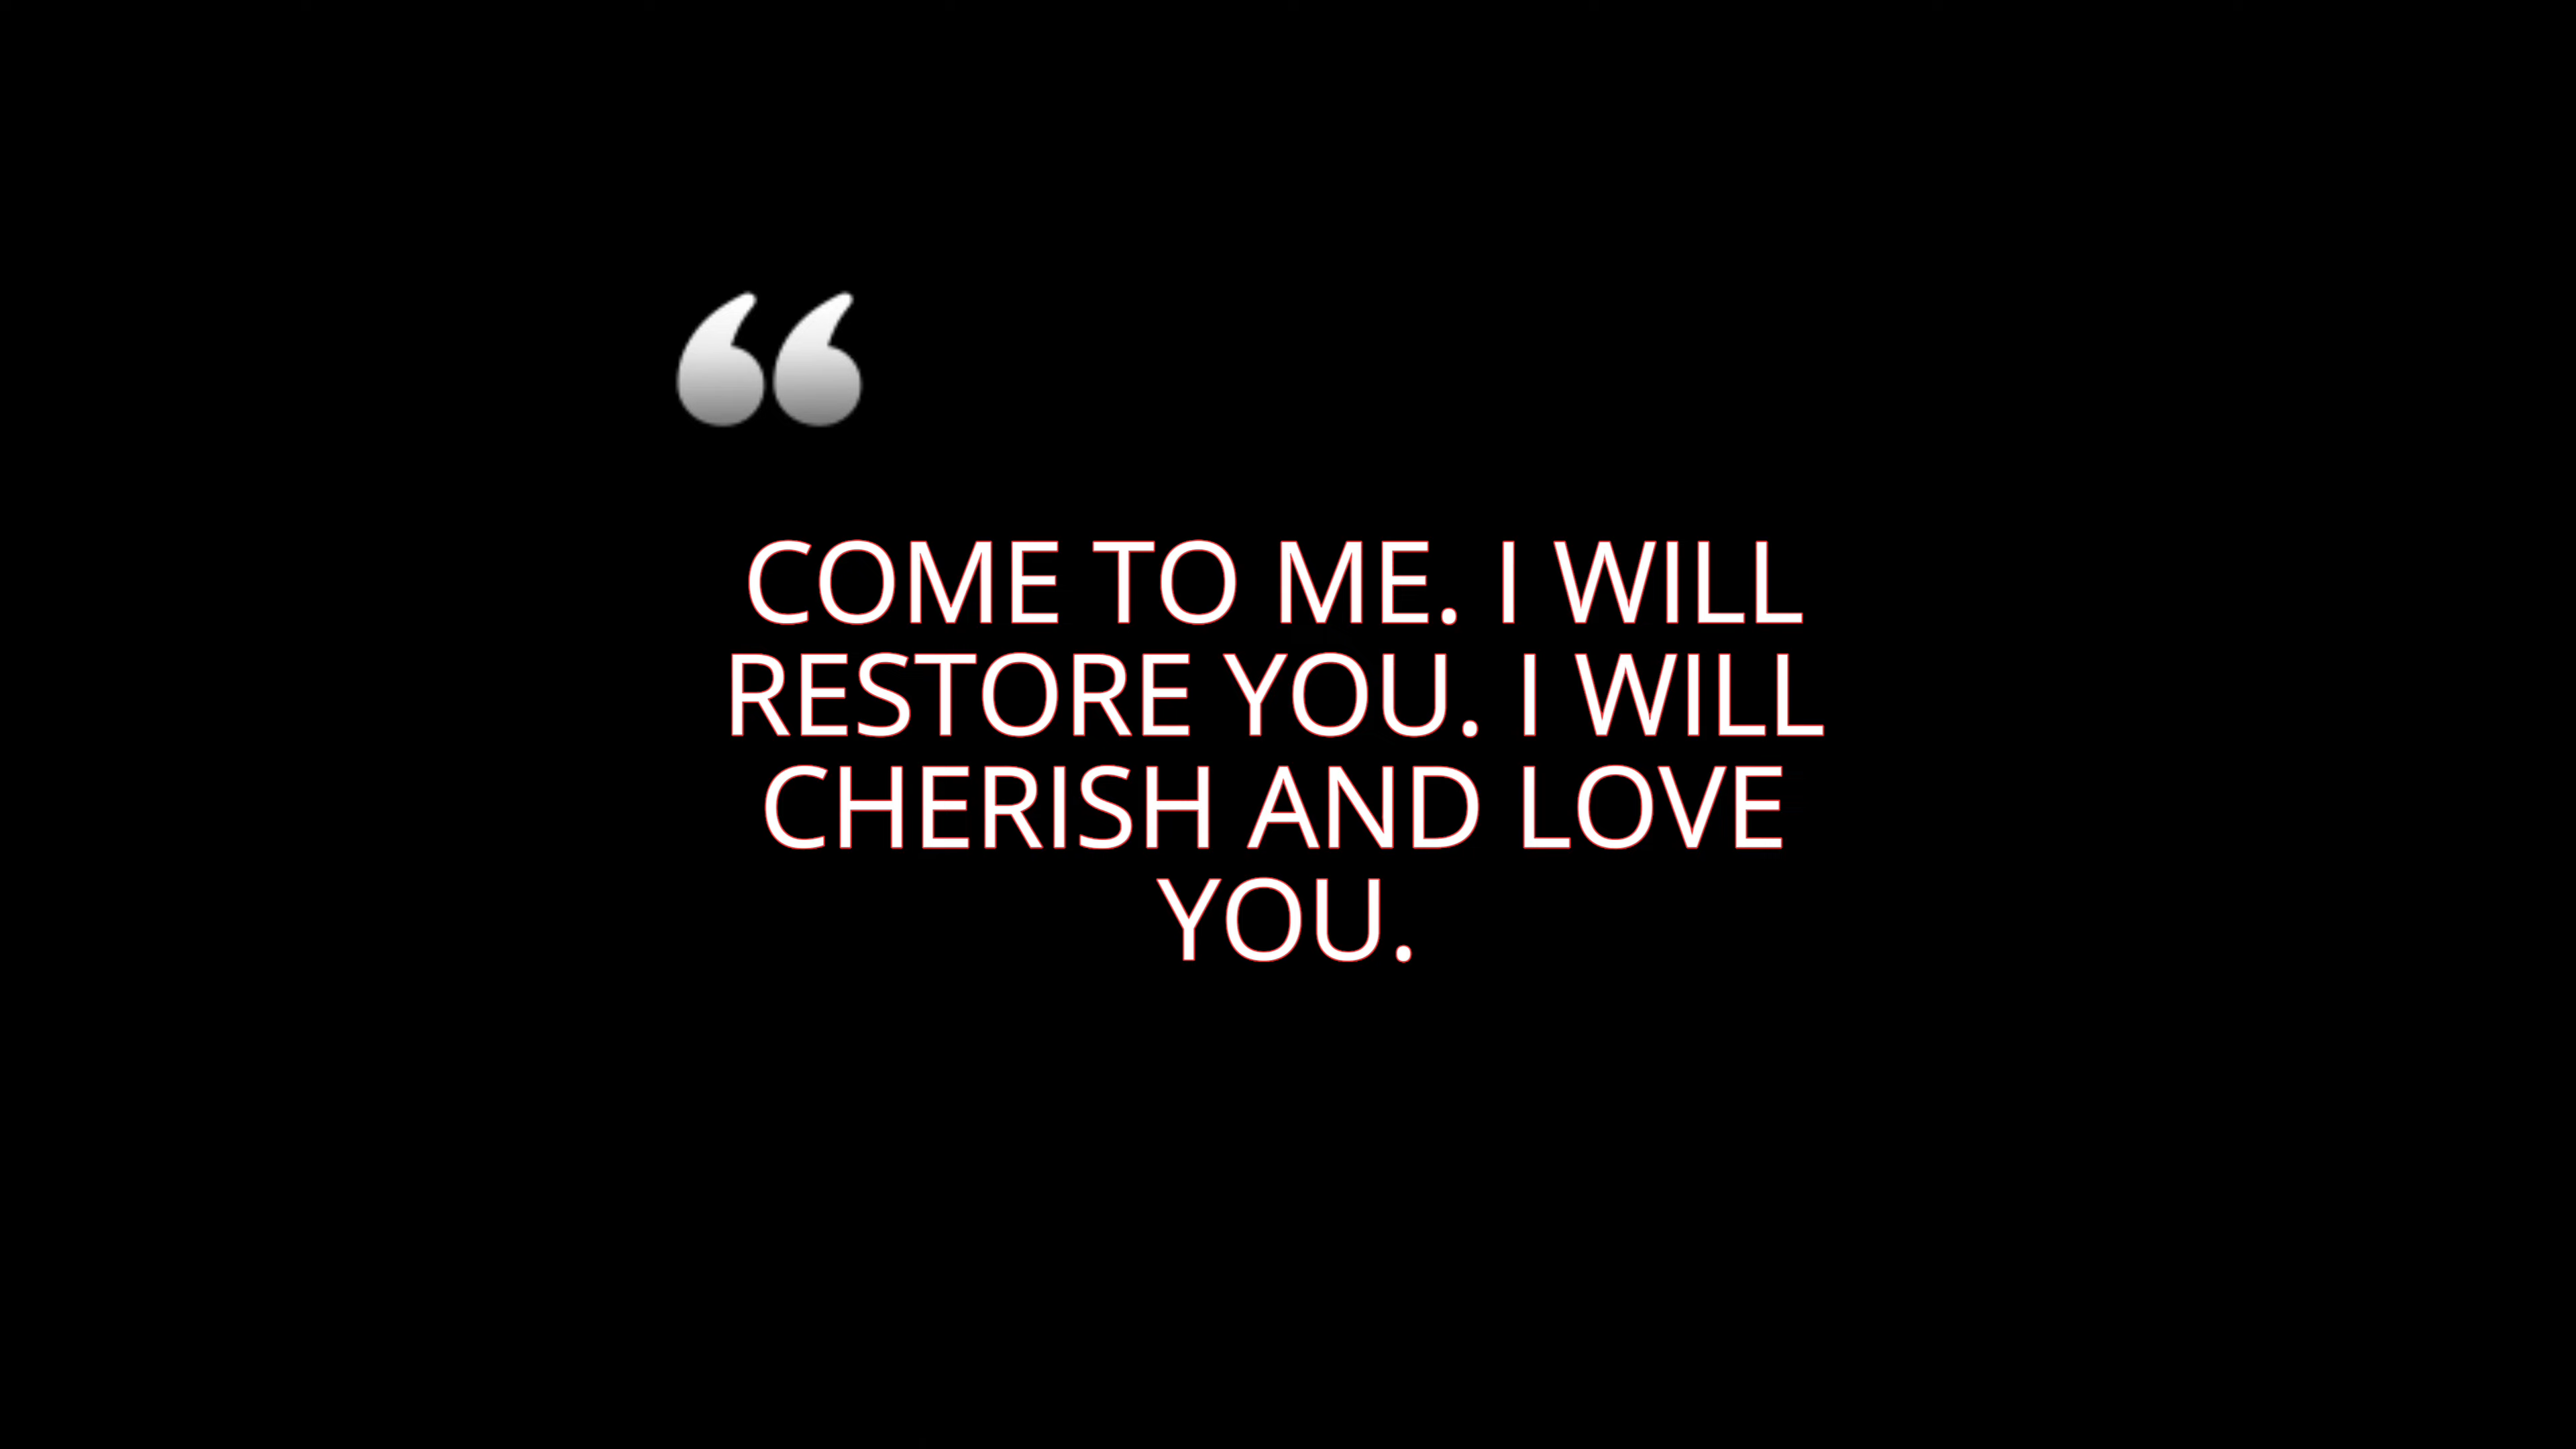 “
COME TO ME. I WILL
RESTORE YOU. I WILL
CHERISH AND LOVE
YOU.